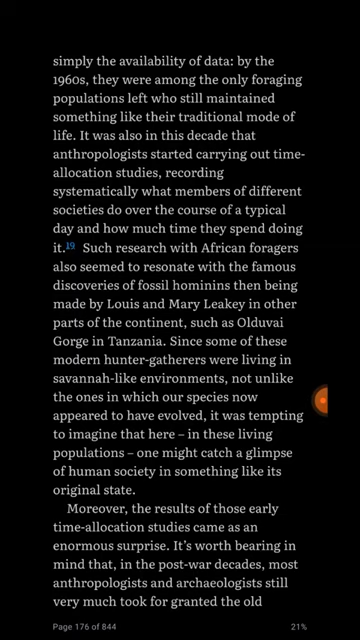 simply the availability of data: by the
1960s, they were among the only foraging
populations left who still maintained
something like their traditional mode of
life. It was also in this decade that
anthropologists started carrying out time-
allocation studies, recording
systematically what members of different
societies do over the course of a typical
day and how much time they spend doing
it.19 Such research with African foragers
also seemed to resonate with the famous
discoveries of fossil hominins then being
made by Louis and Mary Leakey in other
parts of the continent, such as Olduvai
Gorge in Tanzania. Since some of these
modern hunter-gatherers were living in
savannah-like environments, not unlike
the ones in which our species now
appeared to have evolved, it was tempting
to imagine that here – in these living
populations – one might catch a glimpse
of human society in something like its
original state.
Moreover, the results of those early
time-allocation studies came as an
enormous surprise. It’s worth bearing in
mind that, in the post-war decades, most
anthropologists and archaeologists still
very much took for granted the old
Page 176 of 844 21%